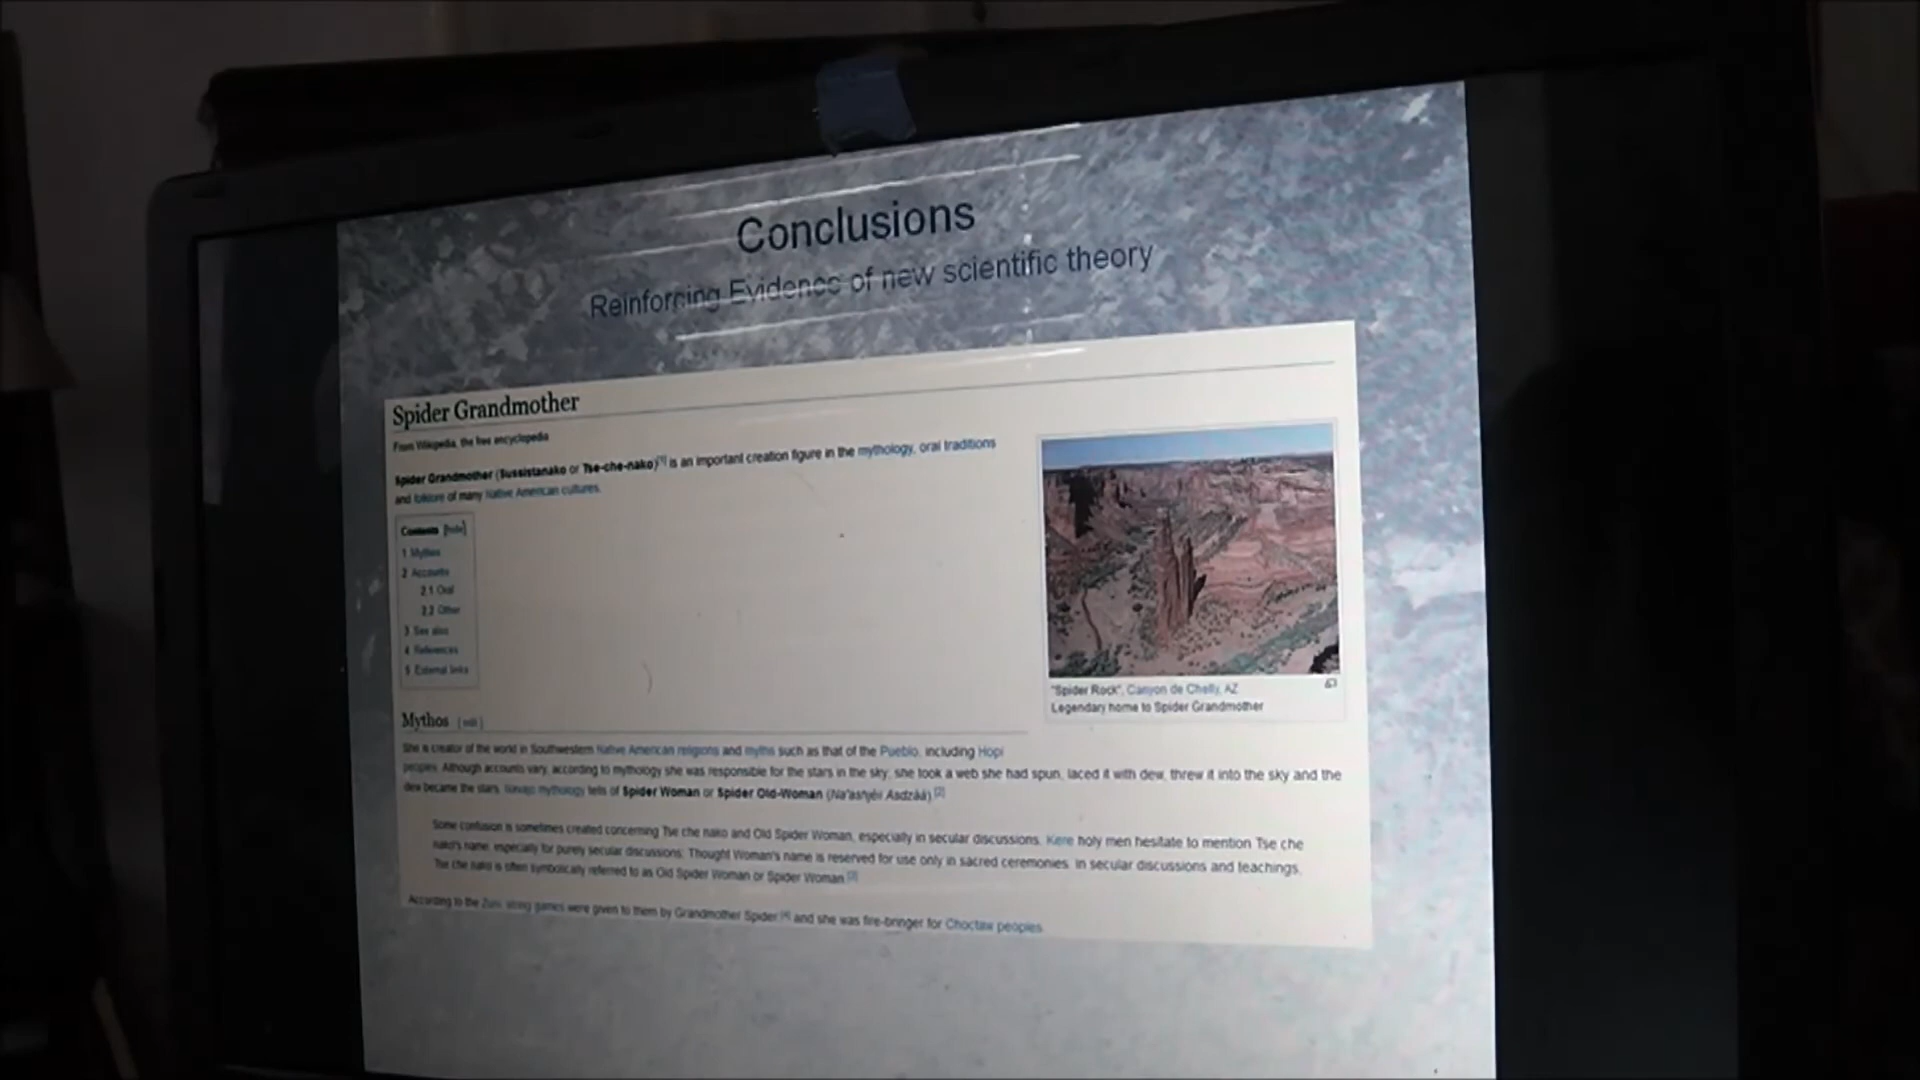 Conclusions
Reinforcing Evidence of new scientific theory
Spider Grandmother
From Wikipedia, the free encyclopedia
Spider Grandmother (Sussistanako or Tse-che-nako)[1] is an important creation figure in the mythology, oral traditions
and folklore of many Native American cultures.
Contents [hide]
1 Mythos
2 Accounts
2.1 Oral
2.2 Other
3 See also
4 References
5 External links
"Spider Rock", Canyon de Chelly, AZ
Legendary home to Spider Grandmother
Mythos [edit]
She is creator of the world in Southwestern Native American religions and myths such as that of the Pueblo, including Hopi
peoples. Although accounts vary, according to mythology she was responsible for the stars in the sky; she took a web she had spun, laced it with dew, threw it into the sky and the
dew became the stars. Navajo mythology tells of Spider Woman or Spider Old-Woman (Na'ashjéi Asdzáá).[2]
Some confusion is sometimes created concerning Tse che nako and Old Spider Woman, especially in secular discussions. Kere holy men hesitate to mention Tse che
nako's name, especially for purely secular discussions; Thought Woman's name is reserved for use only in sacred ceremonies. In secular discussions and teachings,
Tse che nako is often symbolically referred to as Old Spider Woman or Spider Woman.
According to the Zuni, string games were given to them by Grandmother Spider,[4] and she was fire-bringer for Choctaw peoples